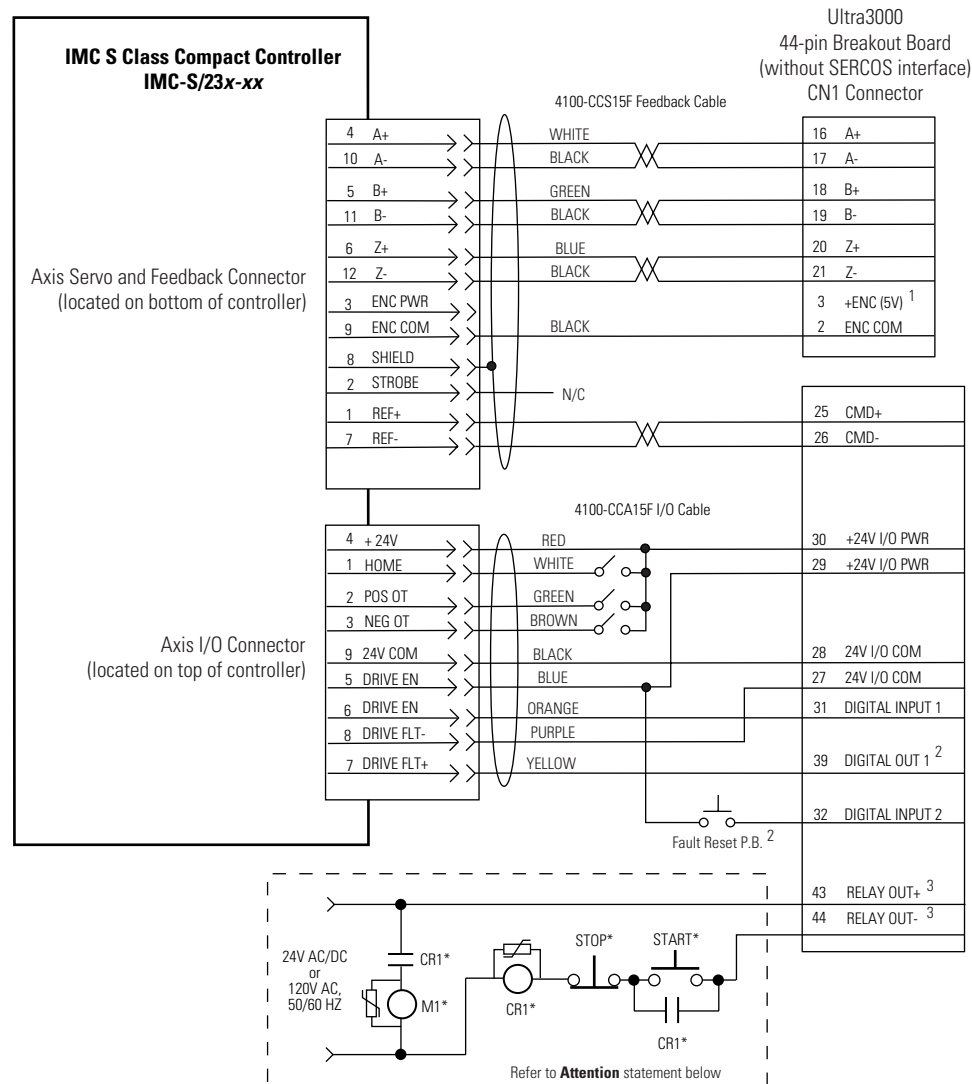 Ultra3000
44-pin Breakout Board
(without SERCOS interface)
CN1 Connector
IMC S Class Compact Controller
IMC-S/23x-xx
4100-CCS15F Feedback Cable
4 A+ WHITE 16 A+
10 A- BLACK 17 A-
5 B+ GREEN 18 B+
11 B- BLACK 19 B-
6 Z+ BLUE 20 Z+
12 Z- BLACK 21 Z-
Axis Servo and Feedback Connector
(located on bottom of controller)
3 ENC PWR 3 +ENC (5V) 1
9 ENC COM BLACK 2 ENC COM
8 SHIELD
2 STROBE N/C
1 REF+ 25 CMD+
7 REF- 26 CMD-
4100-CCA15F I/O Cable
4 + 24V RED 30 +24V I/O PWR
1 HOME WHITE 29 +24V I/O PWR
2 POS OT GREEN
3 NEG OT BROWN
Axis I/O Connector
(located on top of controller)
9 24V COM BLACK 28 24V I/O COM
5 DRIVE EN BLUE 27 24V I/O COM
6 DRIVE EN ORANGE 31 DIGITAL INPUT 1
8 DRIVE FLT- PURPLE
7 DRIVE FLT+ YELLOW 39 DIGITAL OUT 1 2
32 DIGITAL INPUT 2
Fault Reset P.B. 2
43 RELAY OUT+ 3
44 RELAY OUT- 3
24V AC/DC
or
120V AC,
50/60 HZ
CR1*
M1*
CR1*
STOP*
START*
CR1*
Refer to Attention statement below